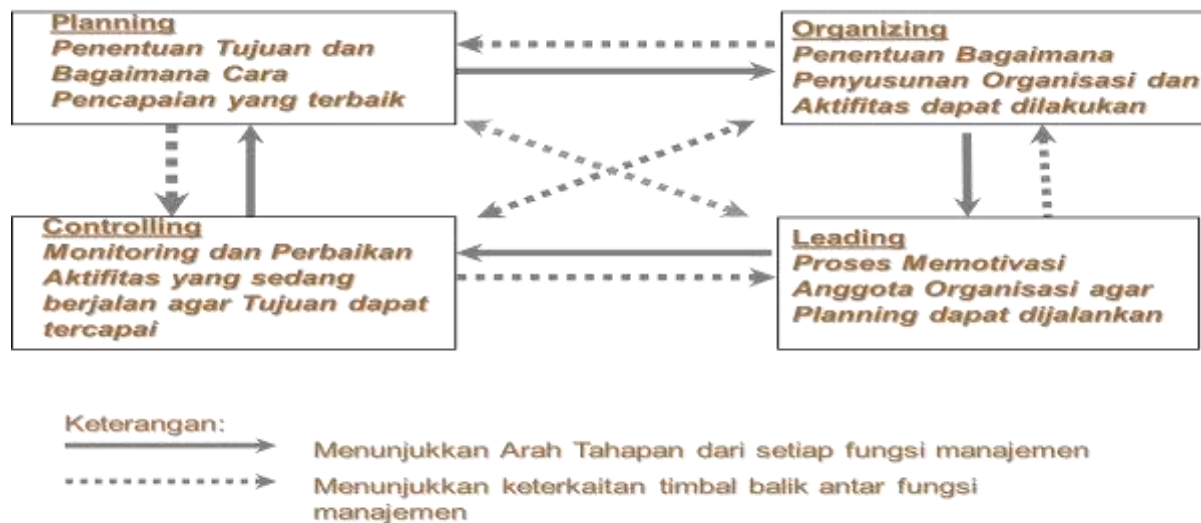 Planning
Penentuan Tujuan dan
Bagaimana Cara
Pencapaian yang terbaik
Organizing
Penentuan Bagaimana
Penyusunan Organisasi dan
Aktifitas dapat dilakukan
Controlling
Monitoring dan Perbaikan
Aktifitas yang sedang
berjalan agar Tujuan dapat
tercapai
Leading
Proses Memotivasi
Anggota Organisasi agar
Planning dapat dijalankan
Keterangan:
Menunjukkan Arah Tahapan dari setiap fungsi manajemen
Menunjukkan keterkaitan timbal balik antar fungsi
manajemen